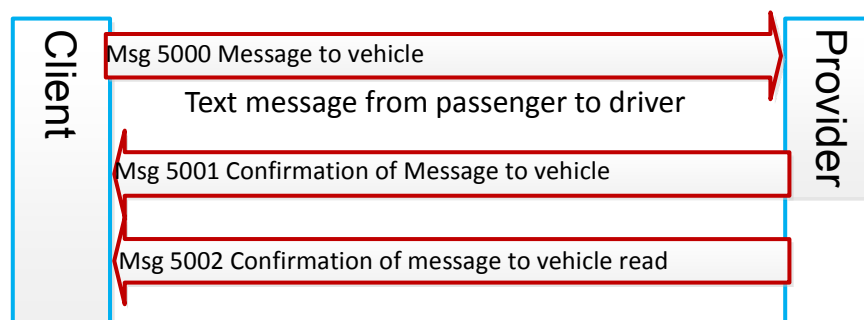 Client
Provider
Msg 5000 Message to vehicle
Text message from passenger to driver
Msg 5001 Confirmation of Message to vehicle
Msg 5002 Confirmation of message to vehicle read